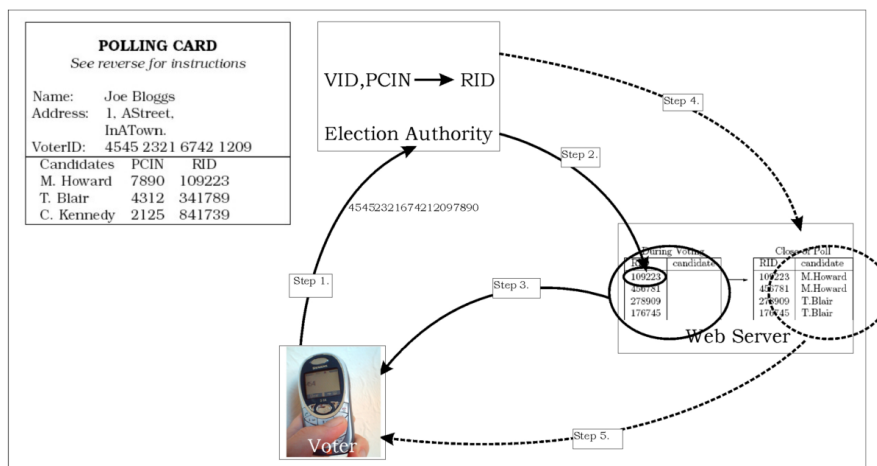 POLLING CARD
See reverse for instructions
Name: Joe Bloggs
Address: 1, AStreet,
InATown.
VoterID: 4545 2321 6742 1209
Candidates PCIN RID
M. Howard 7890 109223
T. Blair 4312 341789
C. Kennedy 2125 841739
VID,PCIN RID
Election Authority
Step 4.
Step 2.
45452321674212097890
Step 1.
Step 3.
During Voting
RID candidate
109223
456781
278909
176745
Close of Poll
RID candidate
109223 M.Howard
456781 M.Howard
278909 T.Blair
176745 T.Blair
Web Server
Voter
Step 5.